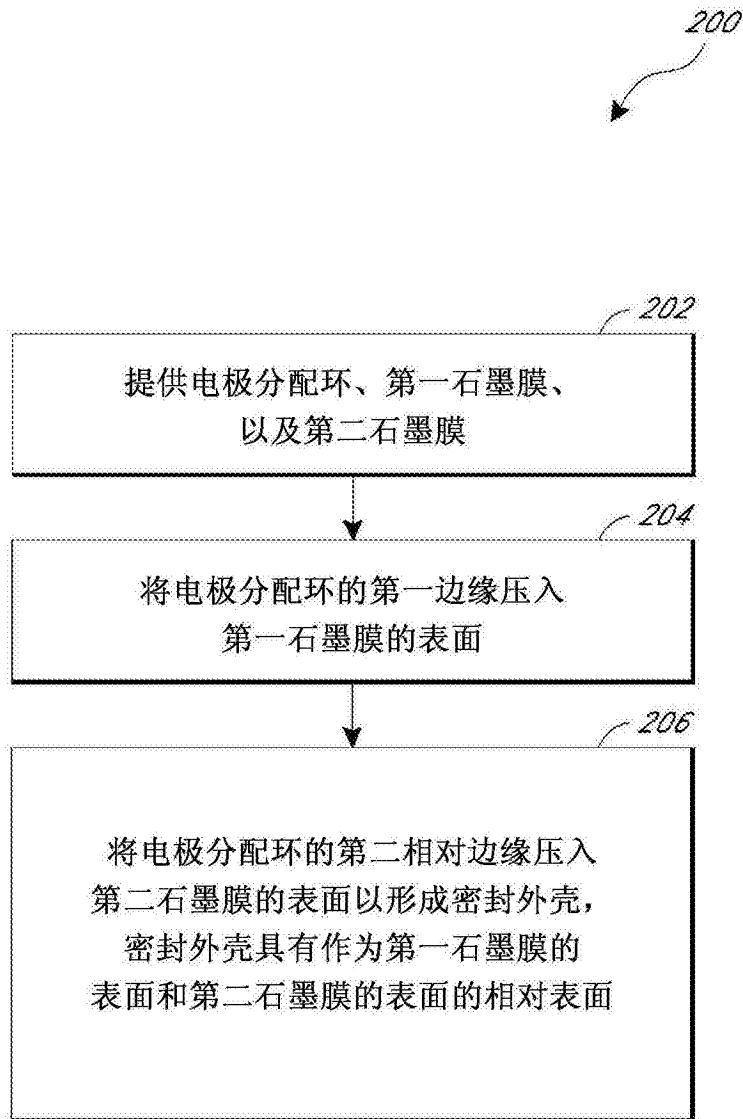 200
202
提供电极分配环、第一石墨膜、
以及第二石墨膜
204
将电极分配环的第一边缘压入
第一石墨膜的表面
206
将电极分配环的第二相对边缘压入
第二石墨膜的表面以形成密封外壳，
密封外壳具有作为第一石墨膜的
表面和第二石墨膜的表面的相对表面